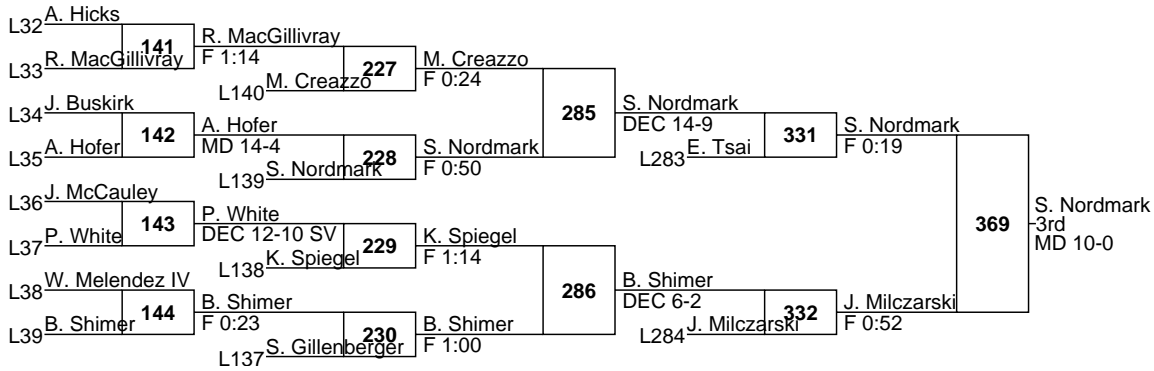 L32 A. Hicks
141
L33 R. MacGillivray
R. MacGillivray
F 1:14
227
L140 M. Creazzo
M. Creazzo
F 0:24
L34 J. Buskirk
142
L35 A. Hofer
A. Hofer
MD 14-4
228
L139 S. Nordmark
S. Nordmark
F 0:50
285
S. Nordmark
DEC 14-9
331
L283 E. Tsai
S. Nordmark
F 0:19
L36 J. McCauley
143
L37 P. White
P. White
DEC 12-10 SV
229
L138 K. Spiegel
K. Spiegel
F 1:14
L38 W. Melendez IV
144
L39 B. Shimer
B. Shimer
F 0:23
230
L137 S. Gillenberger
B. Shimer
F 1:00
286
B. Shimer
DEC 6-2
332
L284 J. Milczarski
J. Milczarski
F 0:52
369
S. Nordmark
3rd
MD 10-0